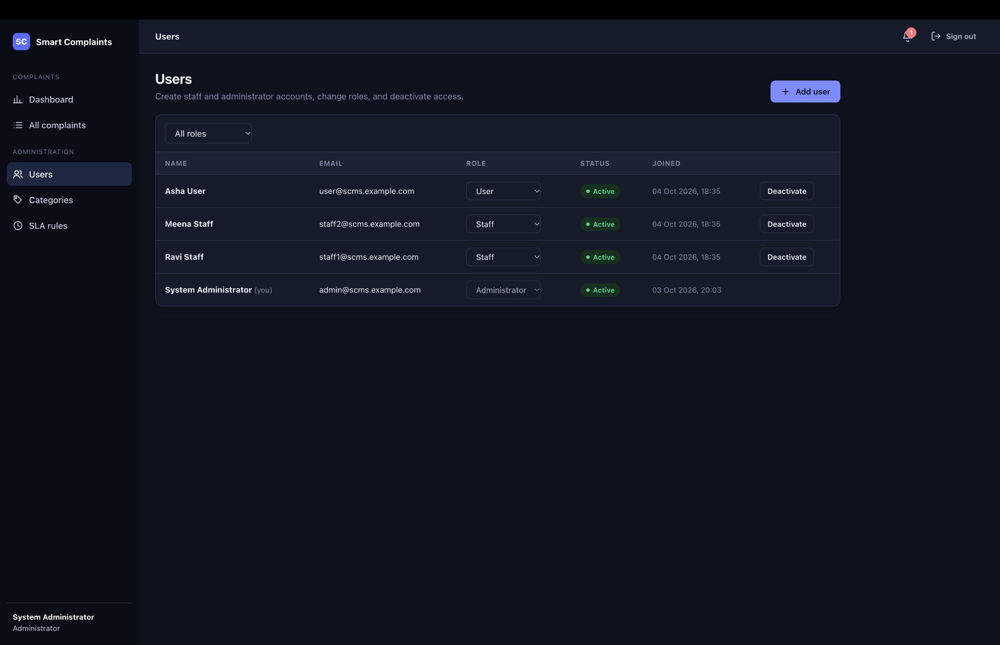 SC Smart Complaints
COMPLAINTS
Dashboard
All complaints
ADMINISTRATION
Users
Categories
SLA rules
System Administrator
Administrator
Users
1
Sign out
Users
Create staff and administrator accounts, change roles, and deactivate access.
Add user
All roles
NAME EMAIL ROLE STATUS JOINED
Asha User user@scms.example.com User Active 04 Oct 2026, 18:35 Deactivate
Meena Staff staff2@scms.example.com Staff Active 04 Oct 2026, 18:35 Deactivate
Ravi Staff staff1@scms.example.com Staff Active 04 Oct 2026, 18:35 Deactivate
System Administrator (you) admin@scms.example.com Administrator Active 03 Oct 2026, 20:03